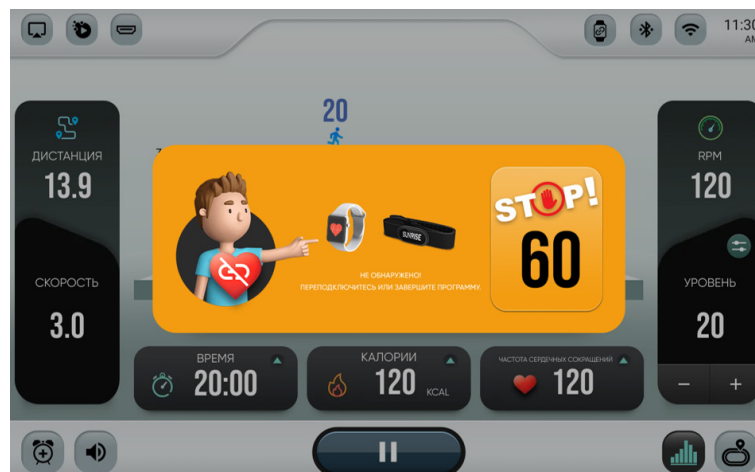 11:30
AM
20
ДИСТАНЦИЯ
13.9
RPM
120
STOP!
60
SUNRISE
НЕ ОБНАРУЖЕНО!
ПЕРЕПОДКЛЮЧИТЕСЬ ИЛИ ЗАВЕРШИТЕ ПРОГРАММУ.
СКОРОСТЬ
3.0
УРОВЕНЬ
20
− +
ВРЕМЯ
20:00
КАЛОРИИ
120 KCAL
ЧАСТОТА СЕРДЕЧНЫХ СОКРАЩЕНИЙ
120